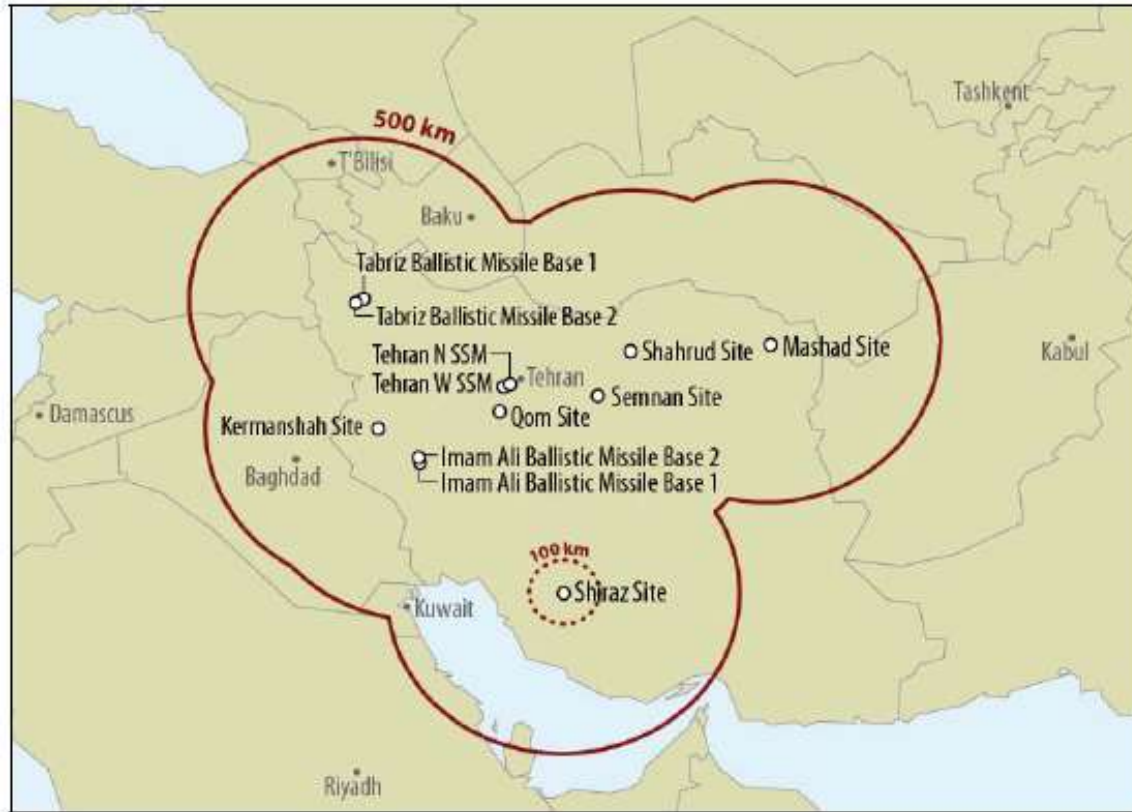 500 km
Tashkent
T'Bilisi
Baku
Tabriz Ballistic Missile Base 1
Tabriz Ballistic Missile Base 2
Tehran N SSM
Tehran W SSM
Tehran
Shahrud Site
Mashad Site
Kabul
Semnan Site
Qom Site
Damascus
Kermanshah Site
Baghdad
Imam Ali Ballistic Missile Base 2
Imam Ali Ballistic Missile Base 1
100 km
Shiraz Site
Kuwait
Riyadh